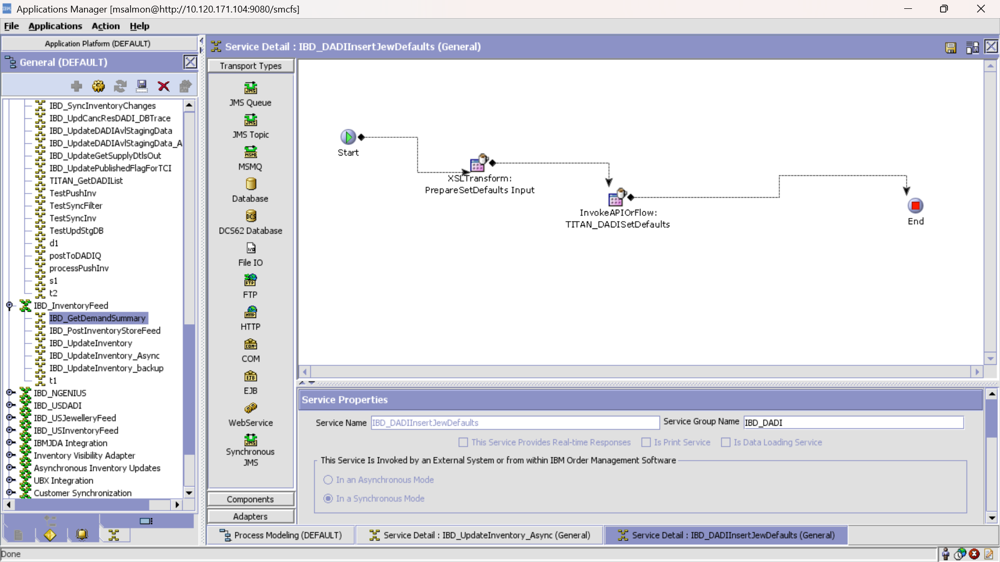 Applications Manager [msalmon@http://10.120.171.104:9080/smcfs]
File Applications Action Help
Application Platform (DEFAULT)
General (DEFAULT)
IBD_SyncInventoryChanges
IBD_UpdCancResDADI_DBTrace
IBD_UpdateDADIAvlStagingData
IBD_UpdateDADIAvlStagingData_A
IBD_UpdateGetSupplyDtlsOut
IBD_UpdatePublishedFlagForTCI
TITAN_GetDADIList
TestPushInv
TestSyncFilter
TestSyncInv
TestUpdStgDB
d1
postToDADIQ
processPushInv
s1
t2
IBD_InventoryFeed
IBD_GetDemandSummary
IBD_PostInventoryStoreFeed
IBD_UpdateInventory
IBD_UpdateInventory_Async
IBD_UpdateInventory_backup
t1
IBD_NGENIUS
IBD_USDADI
IBD_USJewelleryFeed
IBD_USInventoryFeed
IBMJDA Integration
Inventory Visibility Adapter
Asynchronous Inventory Updates
UBX Integration
Customer Synchronization
Service Detail : IBD_DADIInsertJewDefaults (General)
Transport Types
JMS Queue
JMS Topic
MSMQ
Database
DCS62 Database
File IO
FTP
HTTP
COM
EJB
WebService
Synchronous
JMS
Components
Adapters
Start
XSLTransform:
PrepareSetDefaults Input
InvokeAPIOrFlow:
TITAN_DADISetDefaults
End
Service Properties
Service Name IBD_DADIInsertJewDefaults Service Group Name IBD_DADI
This Service Provides Real-time Responses Is Print Service Is Data Loading Service
This Service Is Invoked by an External System or from within IBM Order Management Software
In an Asynchronous Mode
In a Synchronous Mode
Process Modeling (DEFAULT) Service Detail : IBD_UpdateInventory_Async (General) Service Detail : IBD_DADIInsertJewDefaults (General)
Done